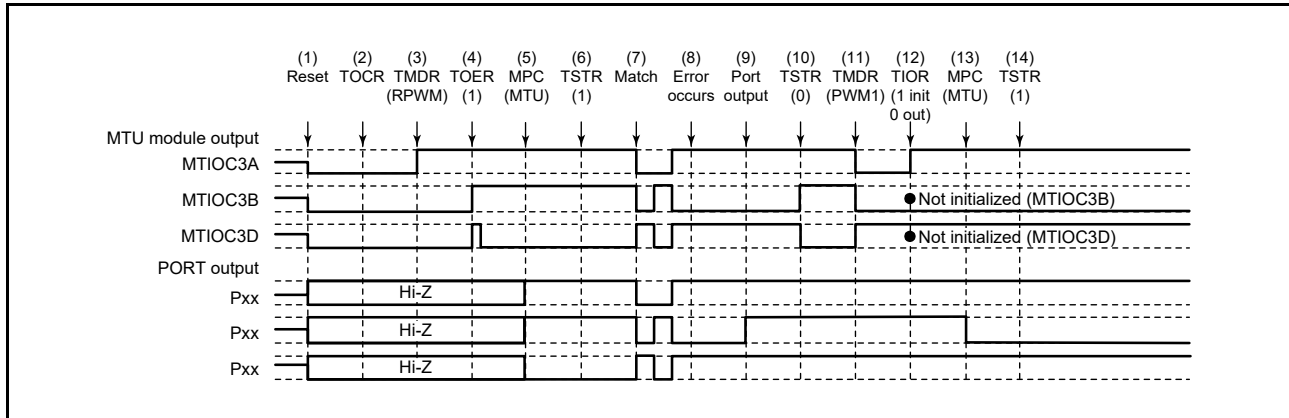 (1) (2) (3) (4) (5) (6) (7) (8) (9) (10) (11) (12) (13) (14)
Reset TOCR TMDR TOER MPC TSTR Match Error Port TSTR TMDR TIOR MPC TSTR
(RPWM) (1) (MTU) (1) occurs output (0) (PWM1) (1 init (MTU) (1)
0 out)
MTU module output
MTIOC3A
MTIOC3B Not initialized (MTIOC3B)
MTIOC3D Not initialized (MTIOC3D)
PORT output
Pxx Hi-Z
Pxx Hi-Z
Pxx Hi-Z